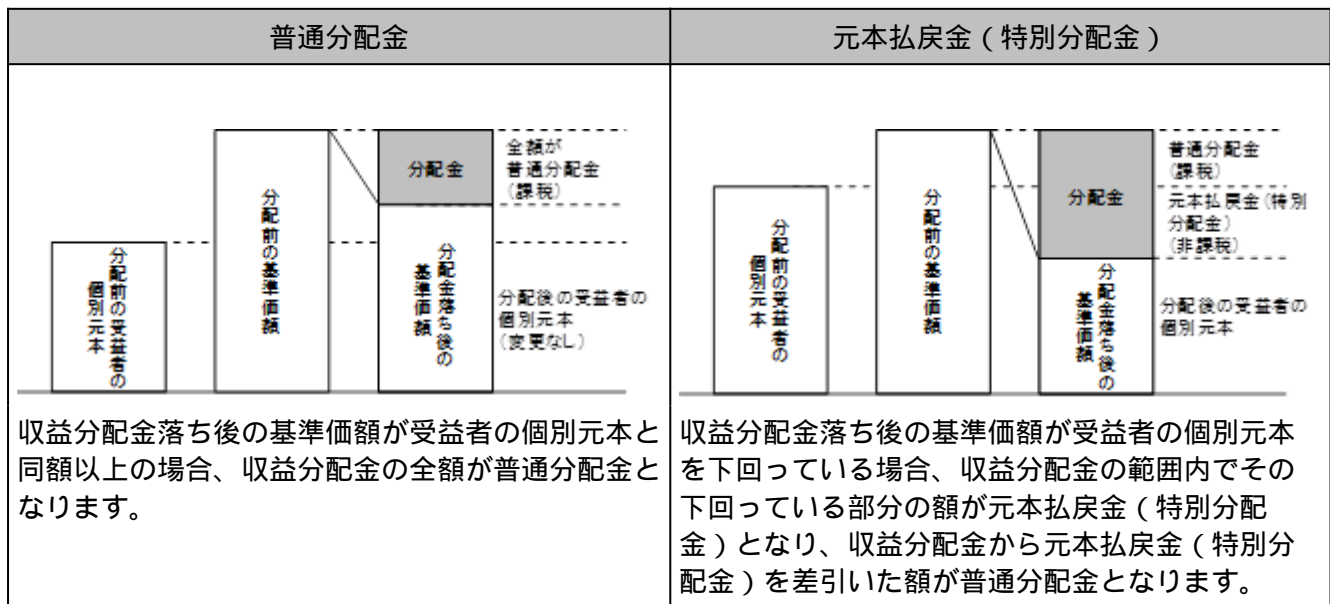 普通分配金
全額が
普通分配金
(課税)
分配金
分配前の受益者の
個別元本
分配前の基準価額
分配金落ち後の
基準価額
分配後の受益者の
個別元本
(変更なし)
収益分配金落ち後の基準価額が受益者の個別元本と
同額以上の場合、収益分配金の全額が普通分配金と
なります。
元本払戻金(特別分配金)
普通分配金
(課税)
元本払戻金(特別
分配金)
(非課税)
分配金
分配前の受益者の
個別元本
分配前の基準価額
分配金落ち後の
基準価額
分配後の受益者の
個別元本
収益分配金落ち後の基準価額が受益者の個別元本
を下回っている場合、収益分配金の範囲内でその
下回っている部分の額が元本払戻金(特別分配
金)となり、収益分配金から元本払戻金(特別分
配金)を差引いた額が普通分配金となります。